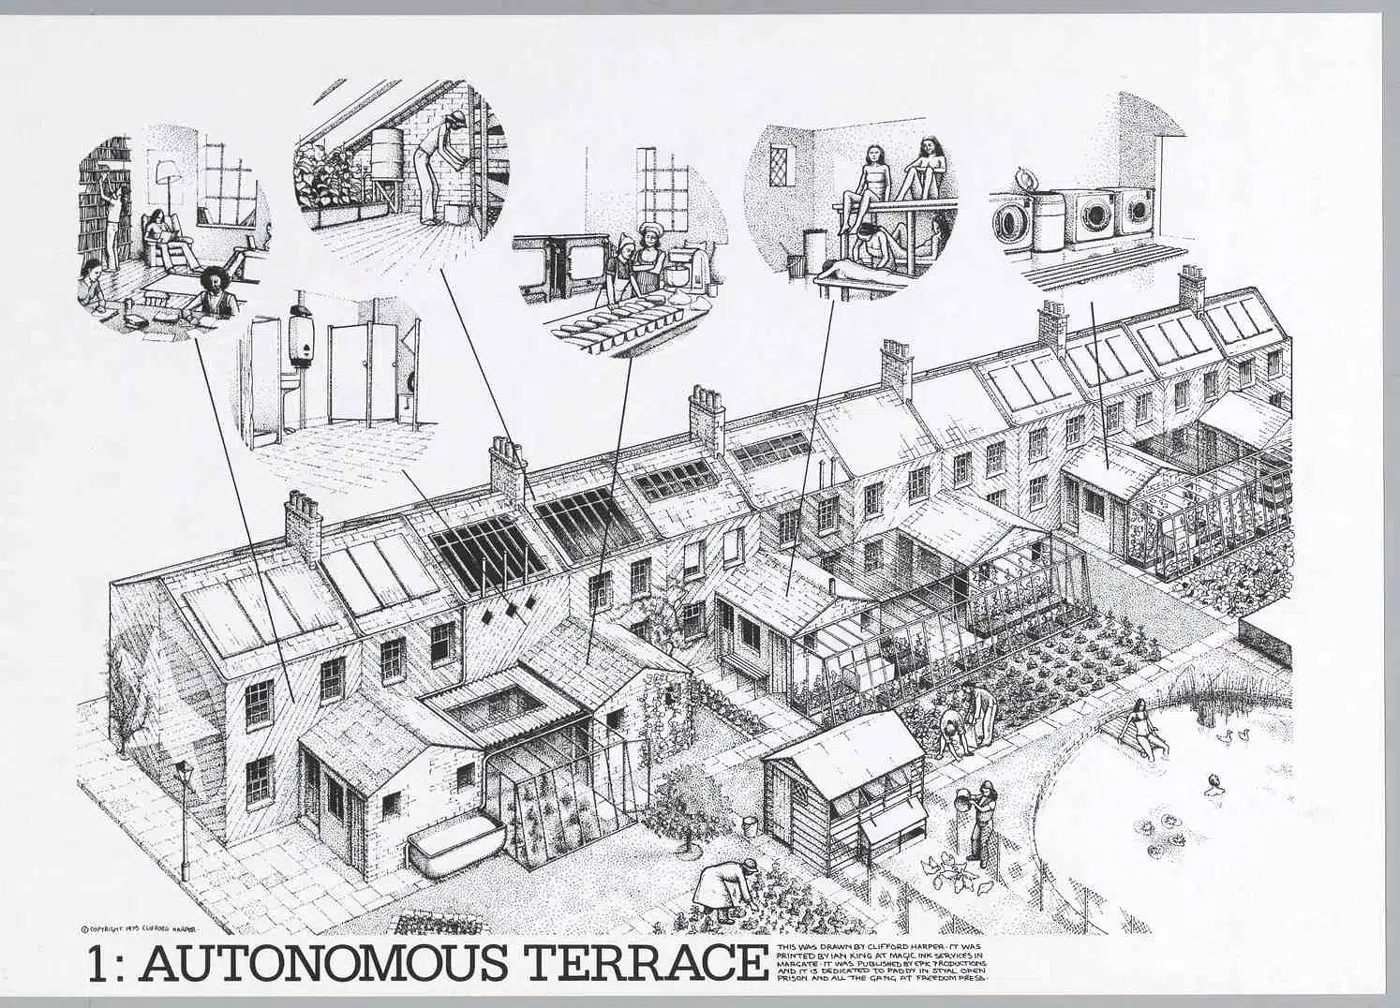 © COPYRIGHT 1975 CLIFFORD HARPER
1: AUTONOMOUS TERRACE
THIS WAS DRAWN BY CLIFFORD HARPER · IT WAS
PRINTED BY IAN KING AT MAGIC INK SERVICES IN
MARGATE · IT WAS PUBLISHED BY EPIC PRODUCTIONS
AND IT IS DEDICATED TO PADDY IN STYAL OPEN
PRISON AND ALL THE GANG AT FREEDOM PRESS.